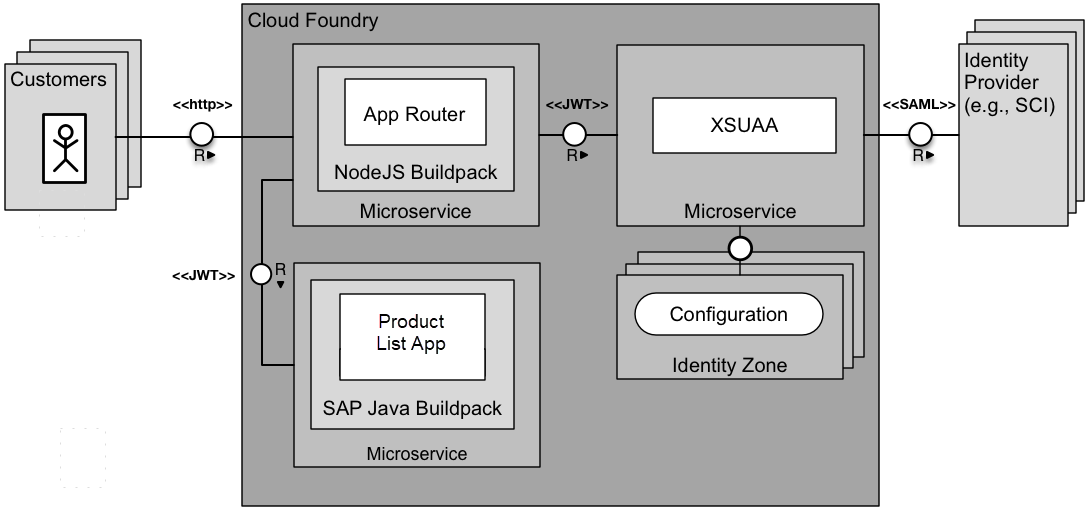 Cloud Foundry
Customers
<<http>>
R
App Router
NodeJS Buildpack
Microservice
<<JWT>>
R
XSUAA
Microservice
<<SAML>>
R
Identity
Provider
(e.g., SCI)
<<JWT>>
R
Product
List App
SAP Java Buildpack
Microservice
Configuration
Identity Zone